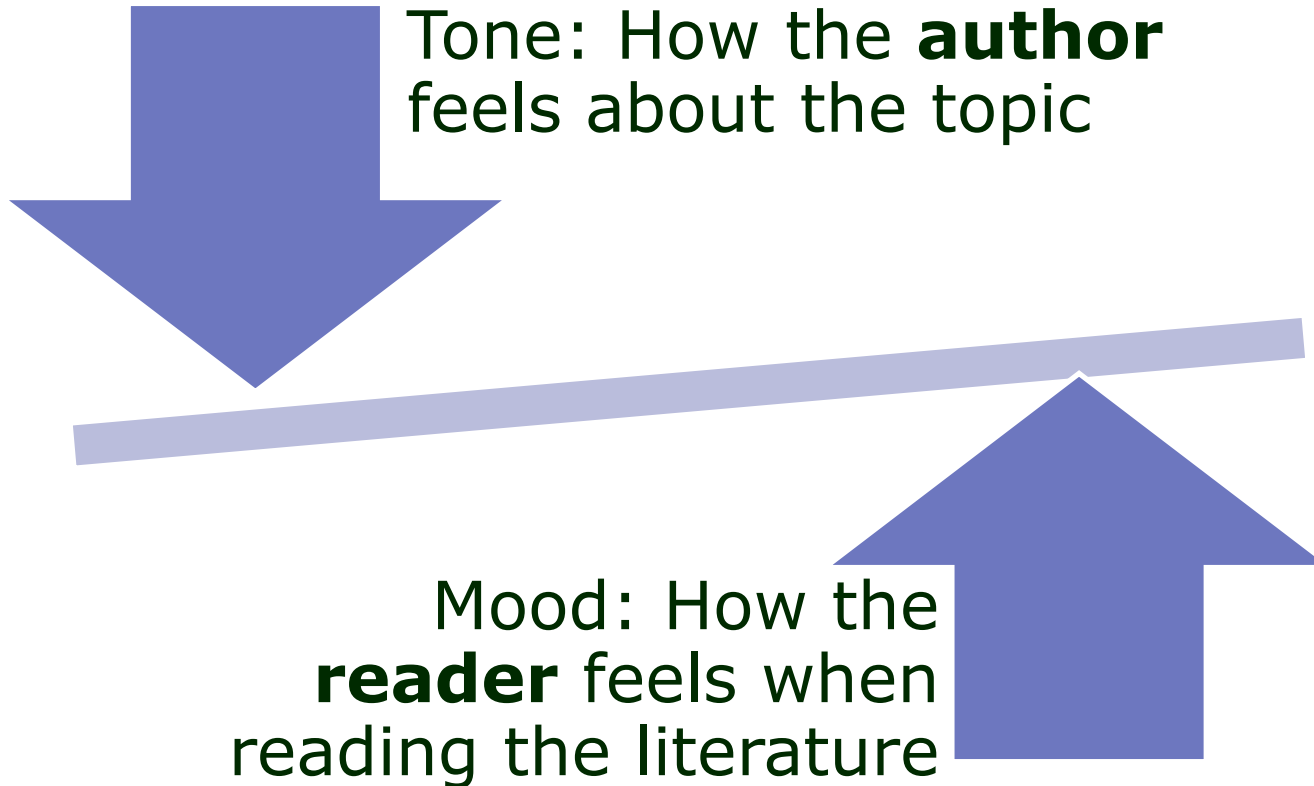 Tone: How the author
feels about the topic
Mood: How the
reader feels when
reading the literature